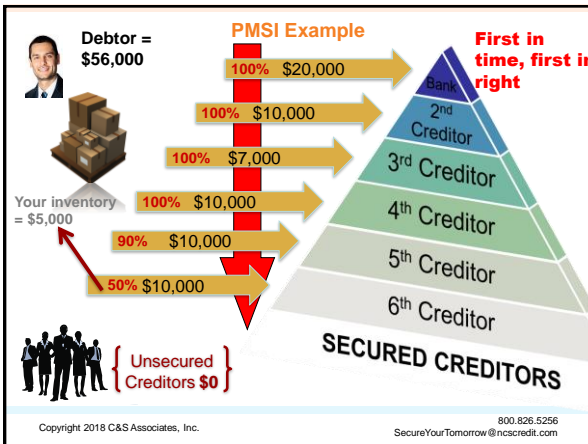 Debtor =
$56,000
PMSI Example
First in
time, first in
right
100% $20,000
Bank
100% $10,000
2nd
Creditor
100% $7,000
3rd Creditor
Your inventory
= $5,000
100% $10,000
4th Creditor
90% $10,000
5th Creditor
50% $10,000
6th Creditor
SECURED CREDITORS
Unsecured
Creditors $0
Copyright 2018 C&S Associates, Inc.
800.826.5256
SecureYourTomorrow@ncscredit.com